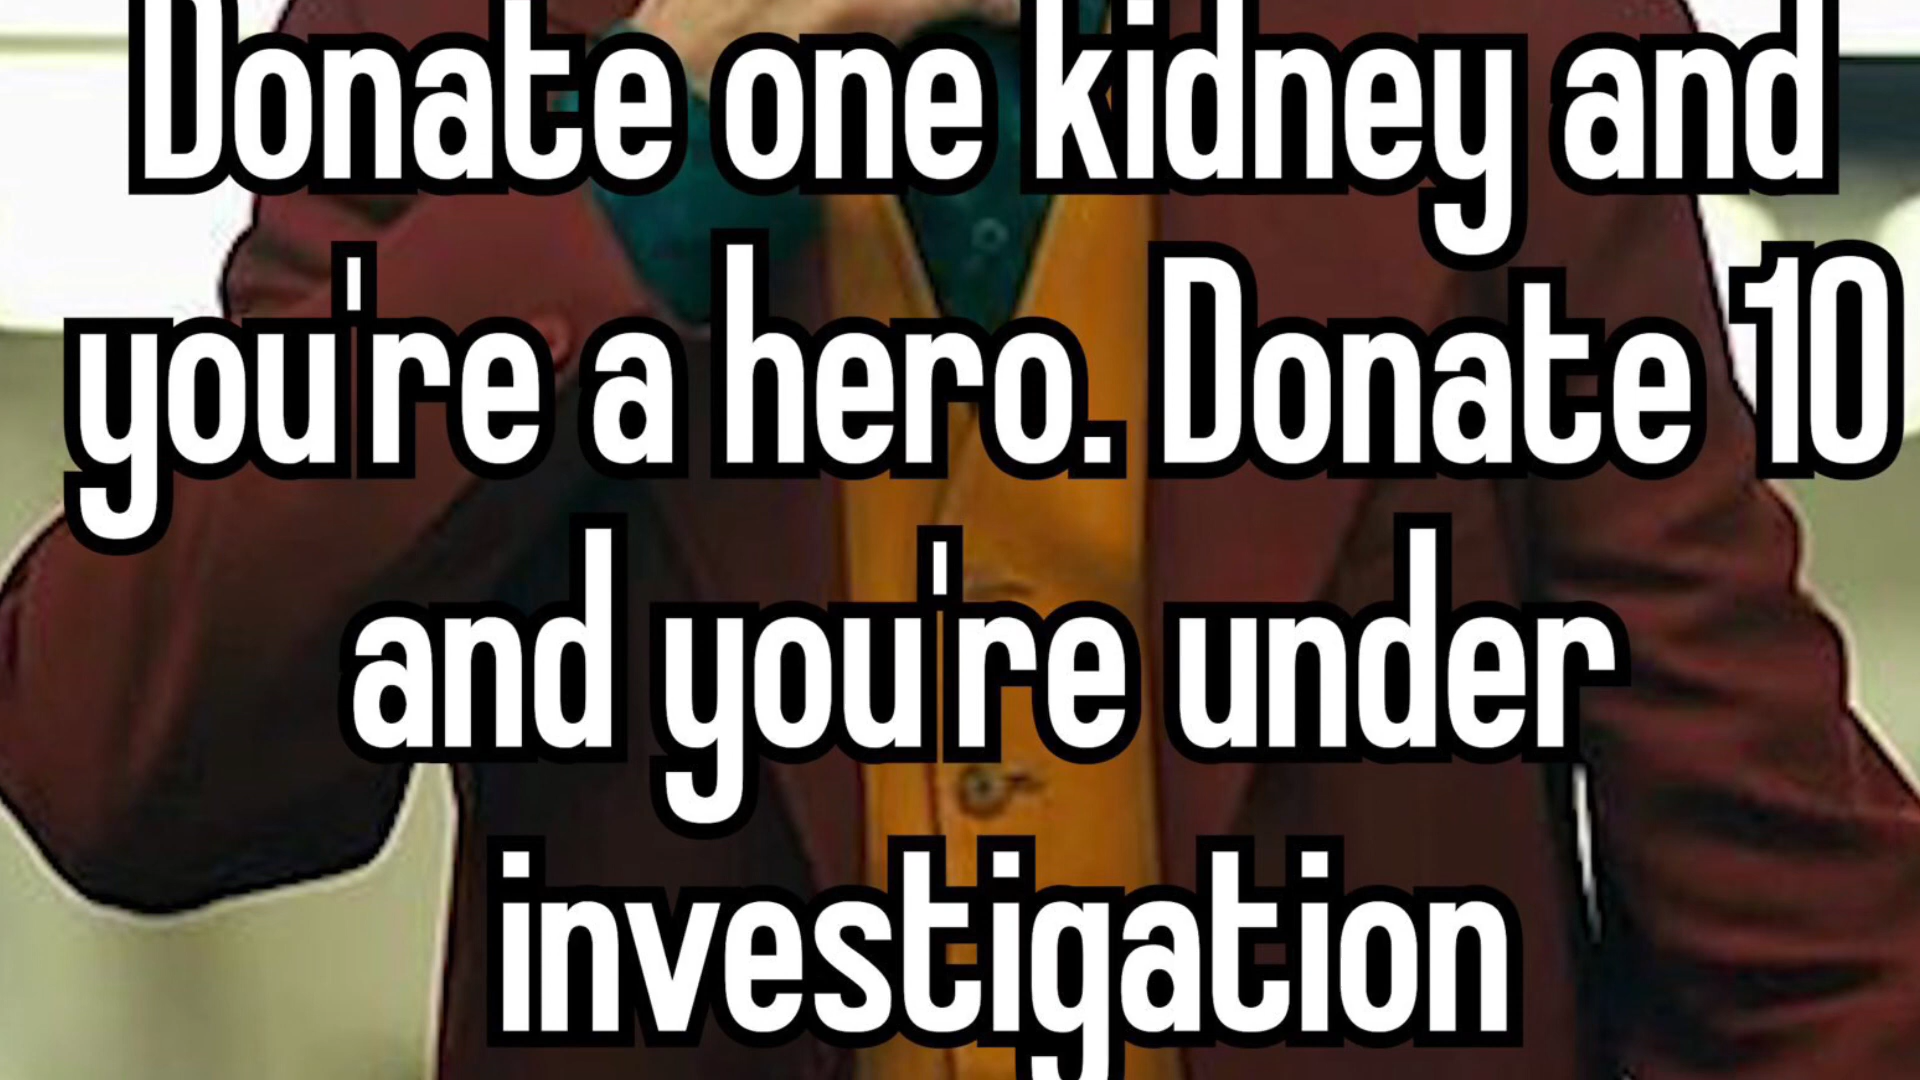 Donate one kidney and
you're a hero. Donate 10
and you're under
investigation